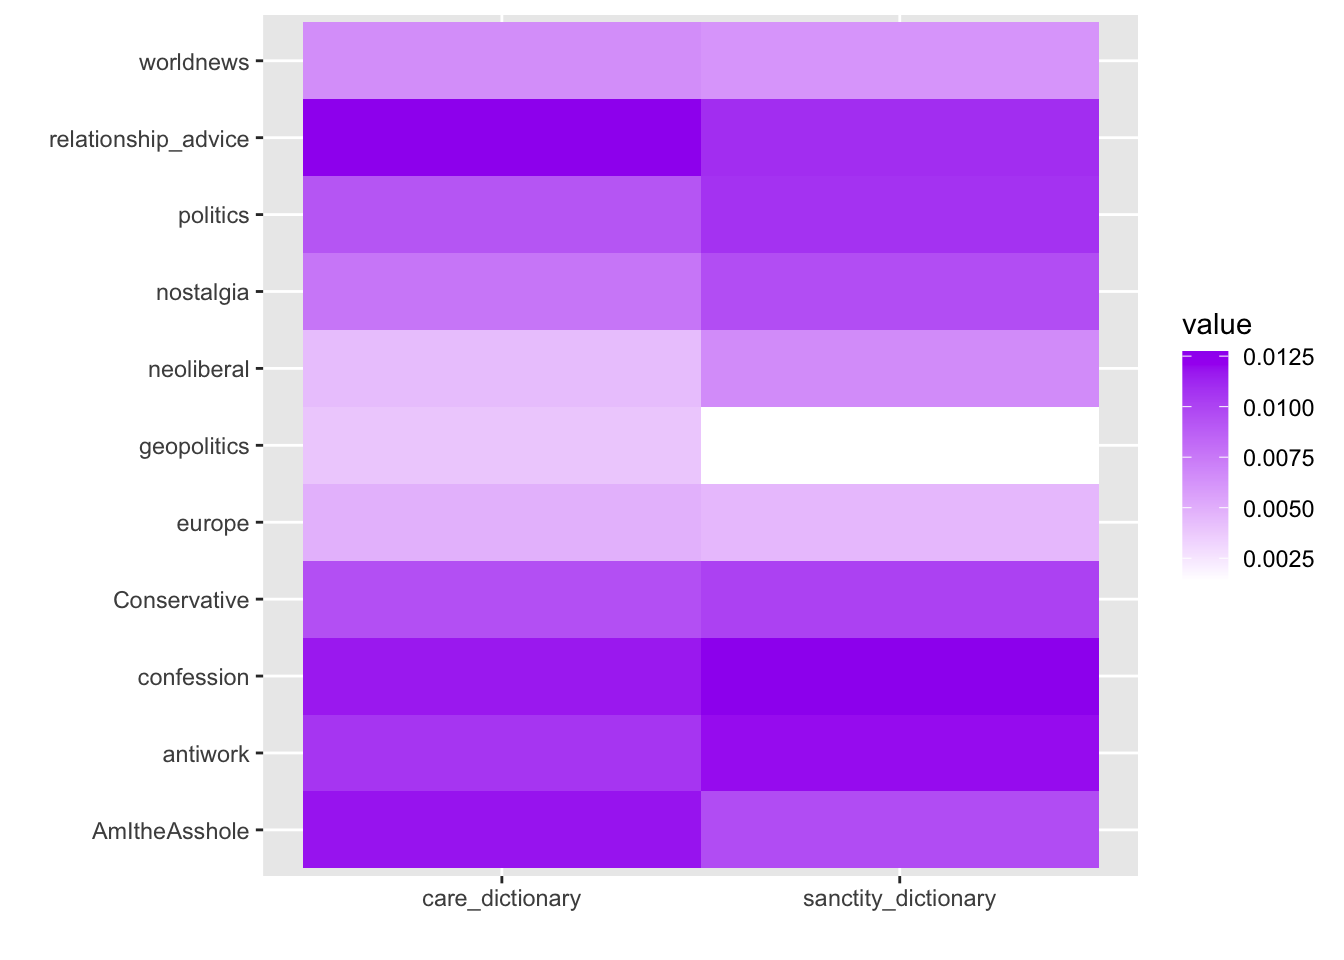 worldnews
relationship_advice
politics
nostalgia
neoliberal
geopolitics
europe
Conservative
confession
antiwork
AmItheAsshole
care_dictionary
sanctity_dictionary
value
0.0125
0.0100
0.0075
0.0050
0.0025